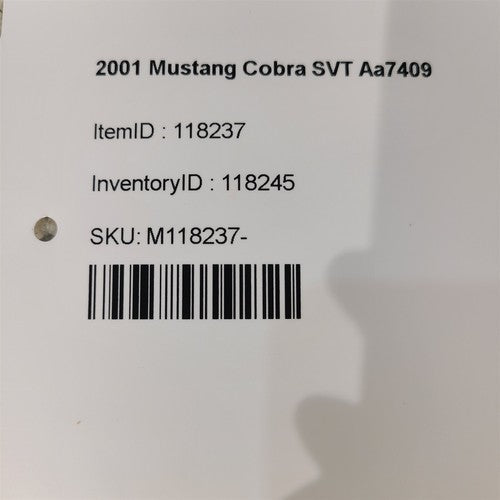 2001 Mustang Cobra SVT Aa7409
ItemID : 118237
InventoryID : 118245
SKU: M118237-